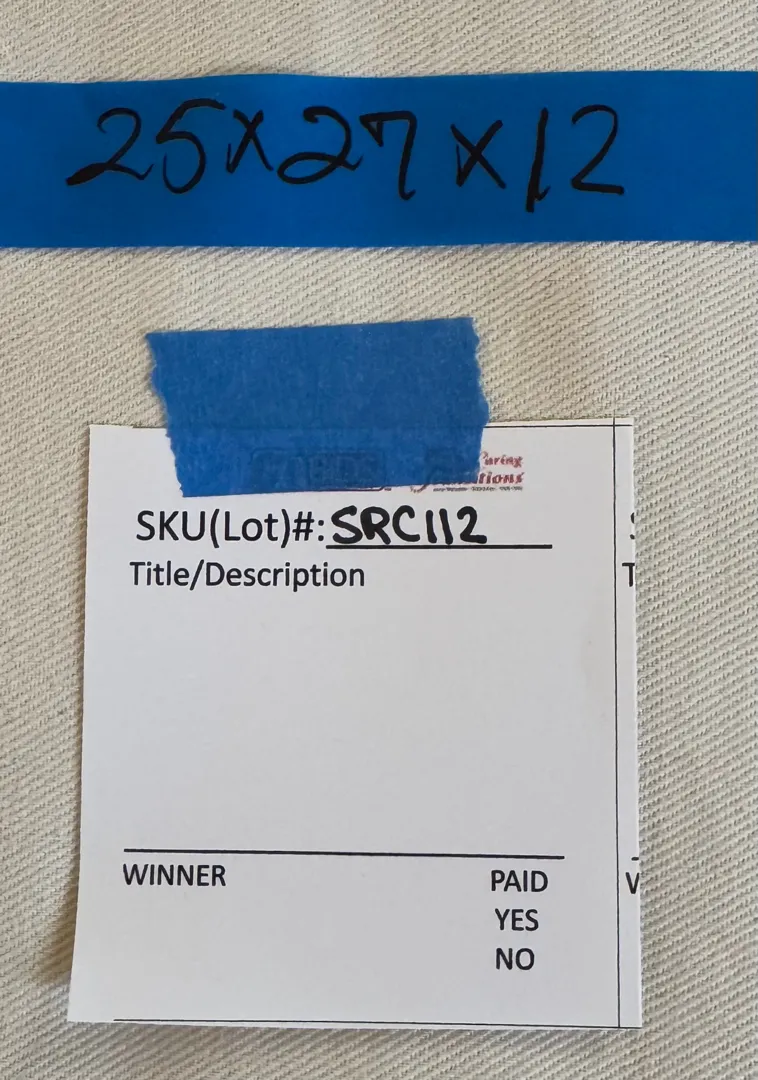 25x27x12
SKU(Lot)#: SRC112
Title/Description
WINNER
PAID
YES
NO